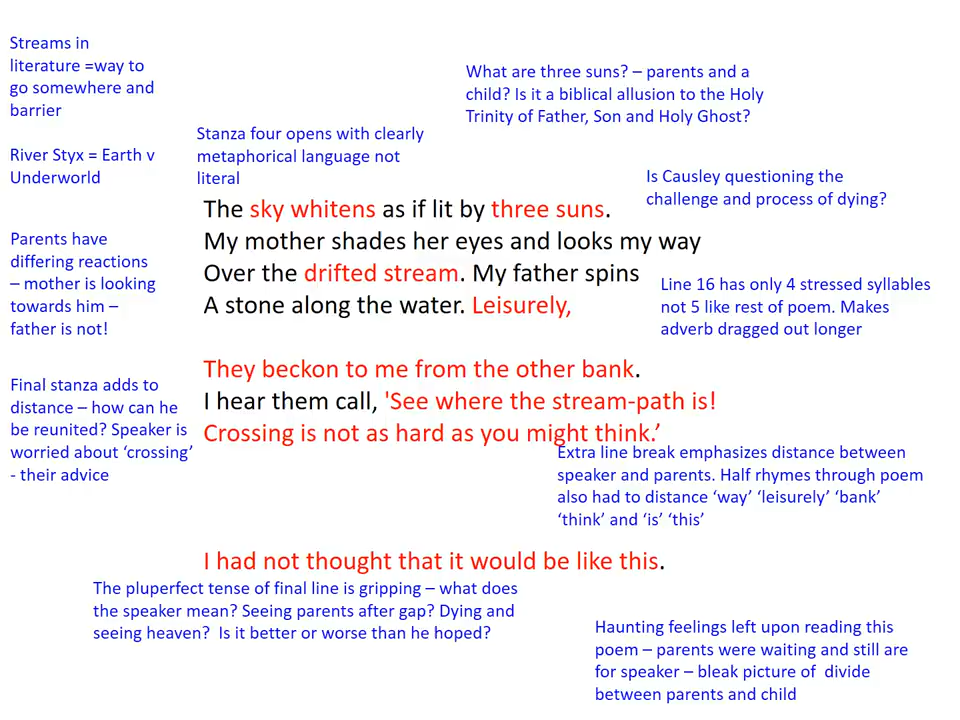 Streams in
literature =way to
go somewhere and
barrier
River Styx = Earth v
Underworld
What are three suns? – parents and a
child? Is it a biblical allusion to the Holy
Trinity of Father, Son and Holy Ghost?
Stanza four opens with clearly
metaphorical language not
literal
Is Causley questioning the
challenge and process of dying?
The sky whitens as if lit by three suns.
My mother shades her eyes and looks my way
Over the drifted stream. My father spins
A stone along the water. Leisurely,
Parents have
differing reactions
– mother is looking
towards him –
father is not!
Line 16 has only 4 stressed syllables
not 5 like rest of poem. Makes
adverb dragged out longer
They beckon to me from the other bank.
I hear them call, 'See where the stream-path is!
Crossing is not as hard as you might think.’
Final stanza adds to
distance – how can he
be reunited? Speaker is
worried about ‘crossing’
- their advice
Extra line break emphasizes distance between
speaker and parents. Half rhymes through poem
also had to distance ‘way’ ‘leisurely’ ‘bank’
‘think’ and ‘is’ ‘this’
I had not thought that it would be like this.
The pluperfect tense of final line is gripping – what does
the speaker mean? Seeing parents after gap? Dying and
seeing heaven?  Is it better or worse than he hoped?
Haunting feelings left upon reading this
poem – parents were waiting and still are
for speaker – bleak picture of  divide
between parents and child